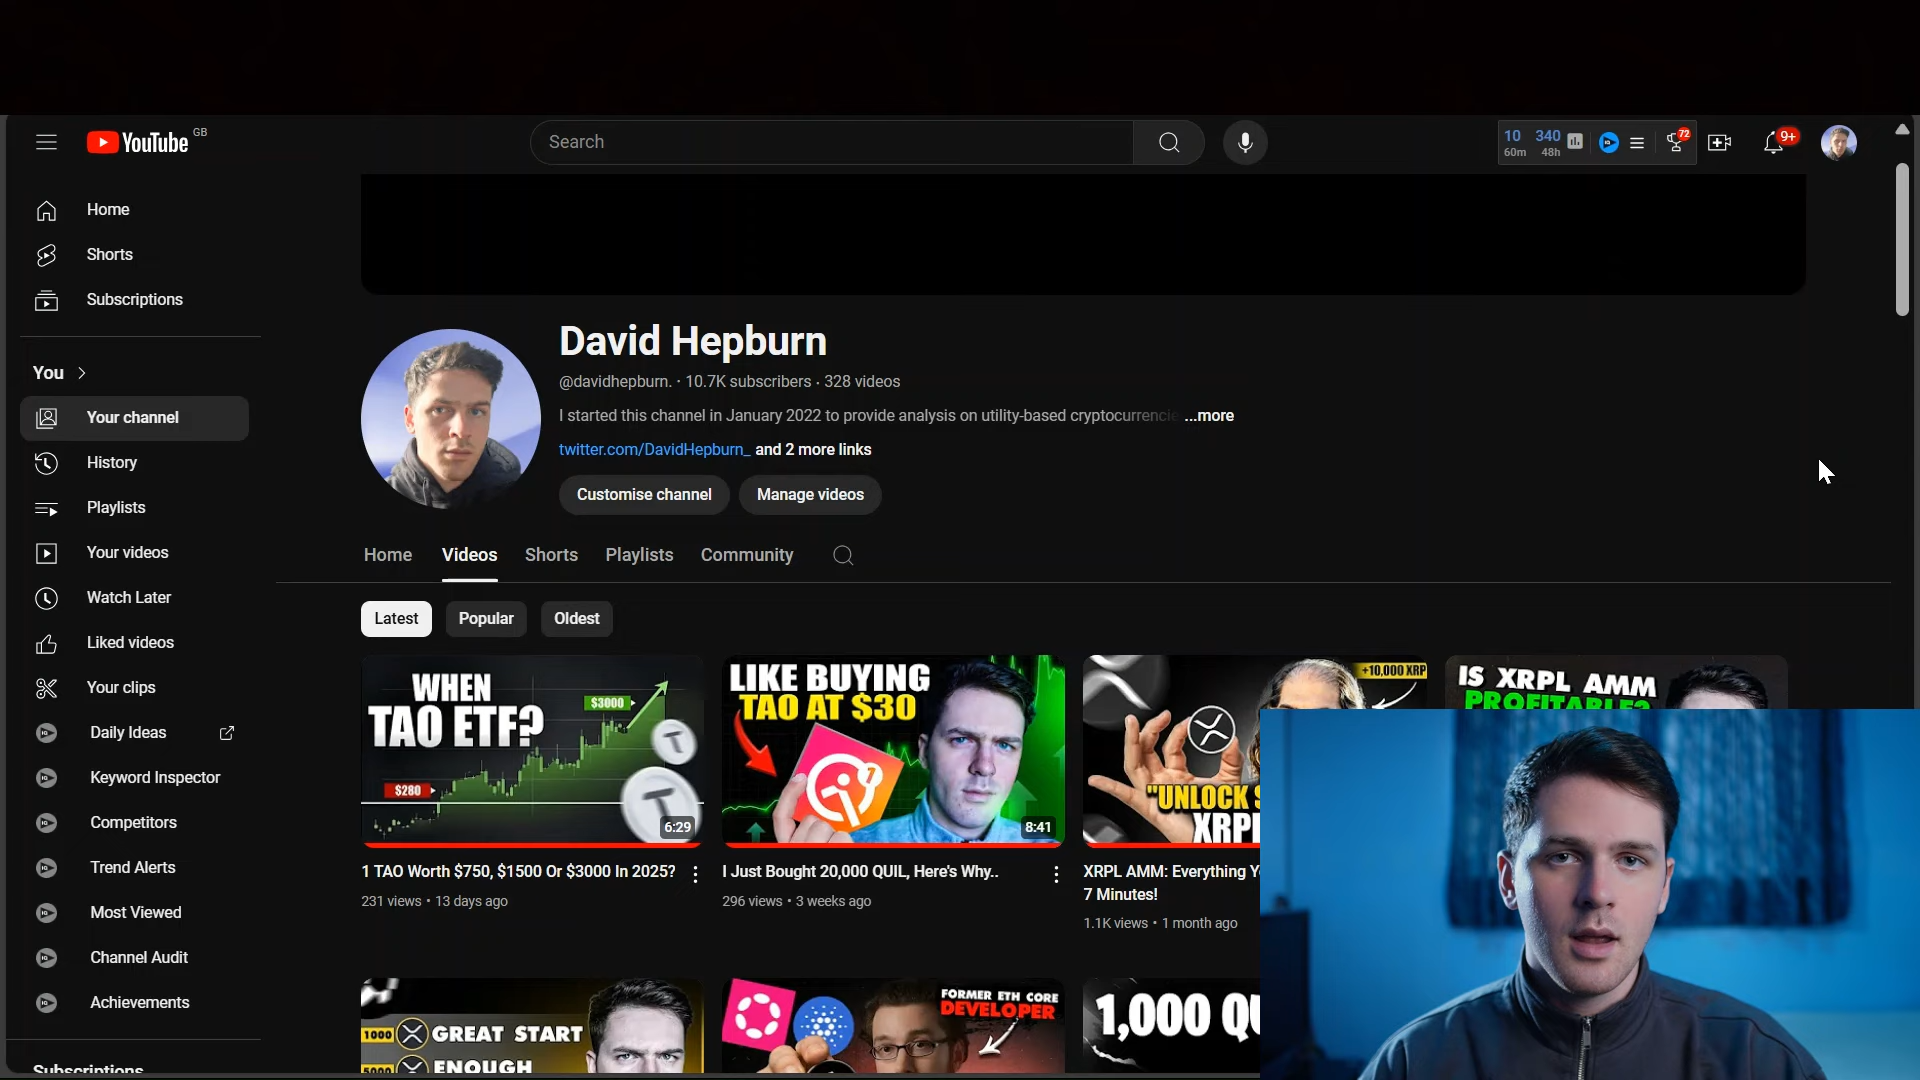 YouTube GB
Search
10 340
60m 48h
72
9+
Home
Shorts
Subscriptions
You
Your channel
History
Playlists
Your videos
Watch Later
Liked videos
Your clips
Daily Ideas
Keyword Inspector
Competitors
Trend Alerts
Most Viewed
Channel Audit
Achievements
Subscriptions
David Hepburn
@davidhepburn. · 10.7K subscribers · 328 videos
I started this channel in January 2022 to provide analysis on utility-based cryptocurrencie ...more
twitter.com/DavidHepburn_ and 2 more links
Customise channel
Manage videos
Home Videos Shorts Playlists Community
Latest Popular Oldest
WHEN
TAO ETF?
$3000
$280
6:29
1 TAO Worth $750, $1500 Or $3000 In 2025?
231 views • 13 days ago
LIKE BUYING
TAO AT $30
8:41
I Just Bought 20,000 QUIL, Here's Why..
296 views • 3 weeks ago
+10,000 XRP
"UNLOCK
XRPL
XRPL AMM: Everything
7 Minutes!
1.1K views • 1 month ago
IS XRPL AMM
PROFITABLE?
1000 GREAT START
5000 ENOUGH
FORMER ETH CORE
DEVELOPER
1,000